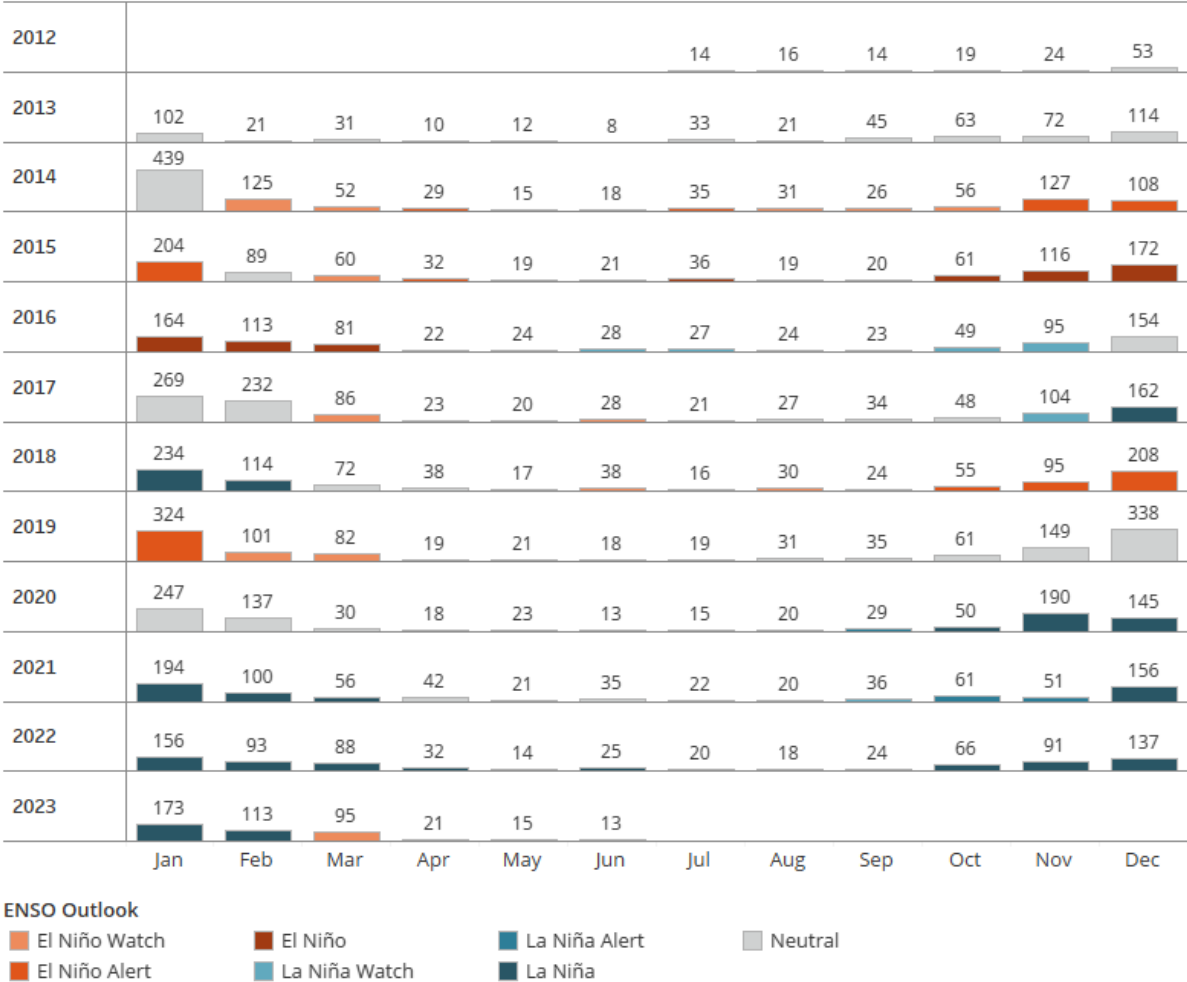 2012 14 16 14 19 24 53
2013 102 21 31 10 12 8 33 21 45 63 72 114
2014 439 125 52 29 15 18 35 31 26 56 127 108
2015 204 89 60 32 19 21 36 19 20 61 116 172
2016 164 113 81 22 24 28 27 24 23 49 95 154
2017 269 232 86 23 20 28 21 27 34 48 104 162
2018 234 114 72 38 17 38 16 30 24 55 95 208
2019 324 101 82 19 21 18 19 31 35 61 149 338
2020 247 137 30 18 23 13 15 20 29 50 190 145
2021 194 100 56 42 21 35 22 20 36 61 51 156
2022 156 93 88 32 14 25 20 18 24 66 91 137
2023 173 113 95 21 15 13
Jan Feb Mar Apr May Jun Jul Aug Sep Oct Nov Dec
ENSO Outlook
El Niño Watch El Niño La Niña Alert Neutral
El Niño Alert La Niña Watch La Niña